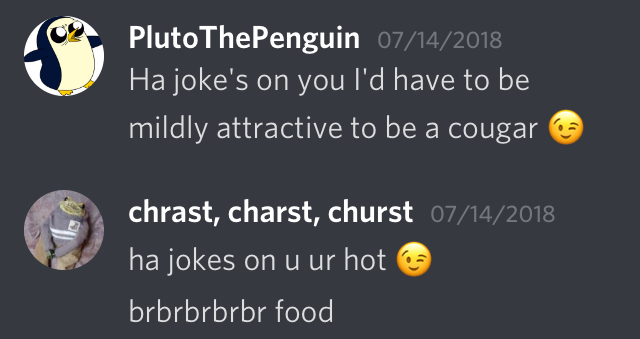 PlutoThePenguin 07/14/2018
Ha joke's on you I'd have to be
mildly attractive to be a cougar 😉
chrast, charst, churst 07/14/2018
ha jokes on u ur hot 😉
brbrbrbrbr food